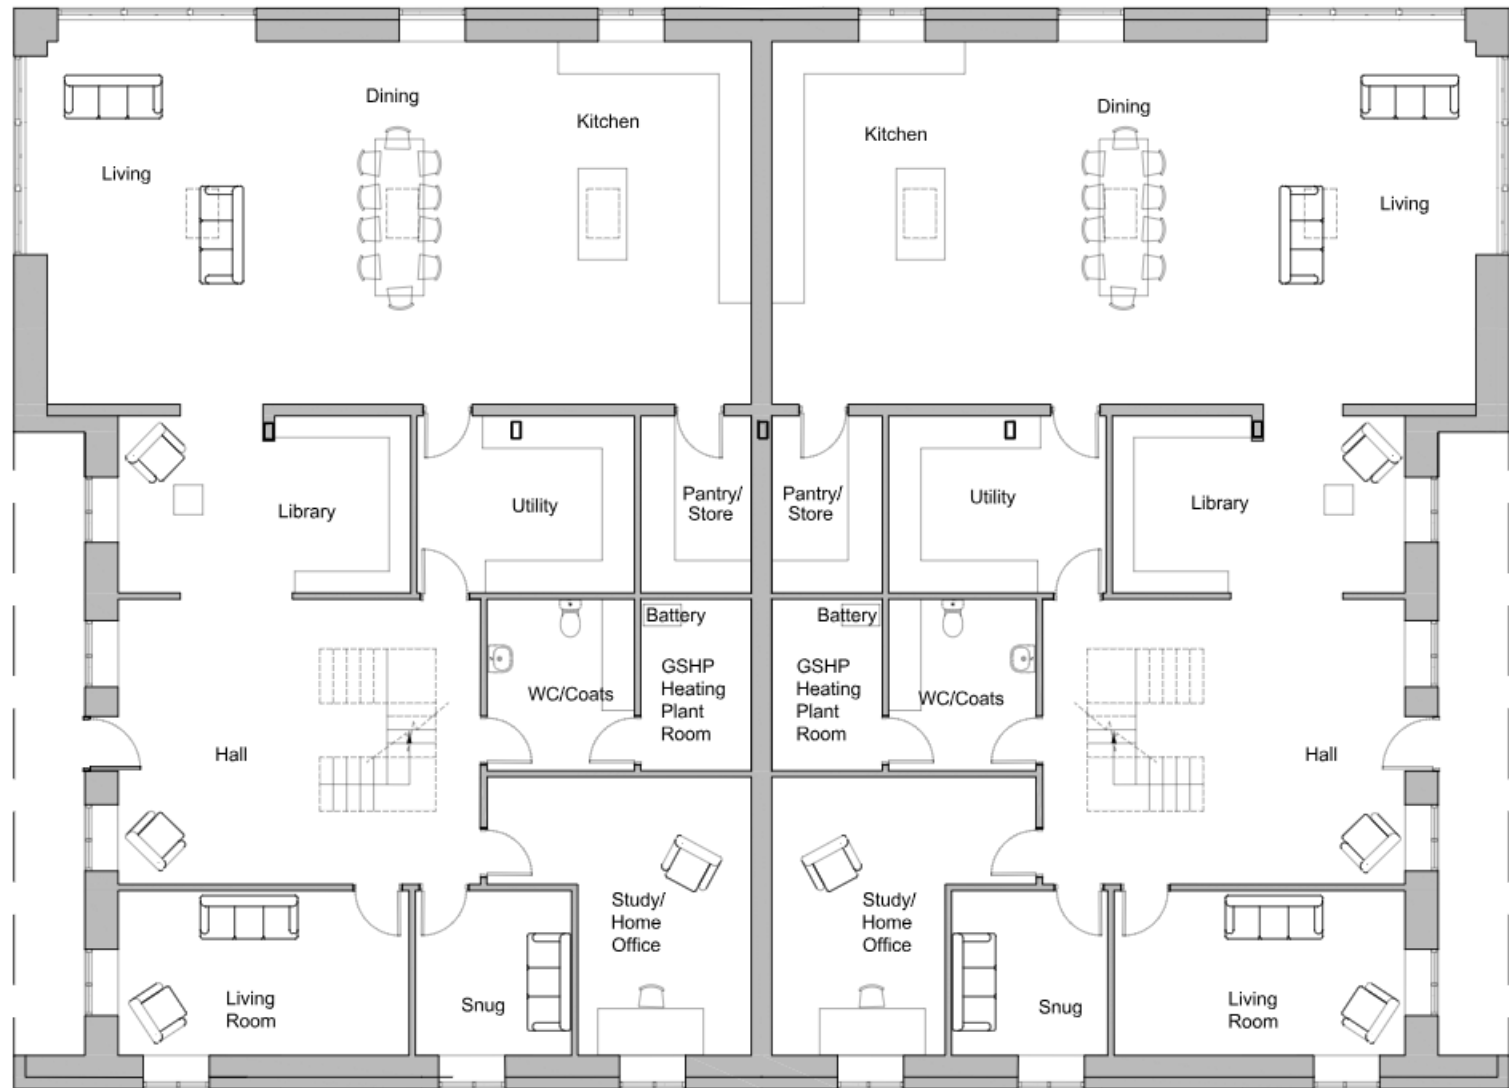 Dining
Kitchen
Living
Dining
Kitchen
Living
Library
Utility
Pantry/
Store
Pantry/
Store
Utility
Library
Battery
GSHP
Heating
Plant
Room
WC/Coats
Hall
Battery
GSHP
Heating
Plant
Room
WC/Coats
Hall
Study/
Home
Office
Living
Room
Snug
Study/
Home
Office
Snug
Living
Room